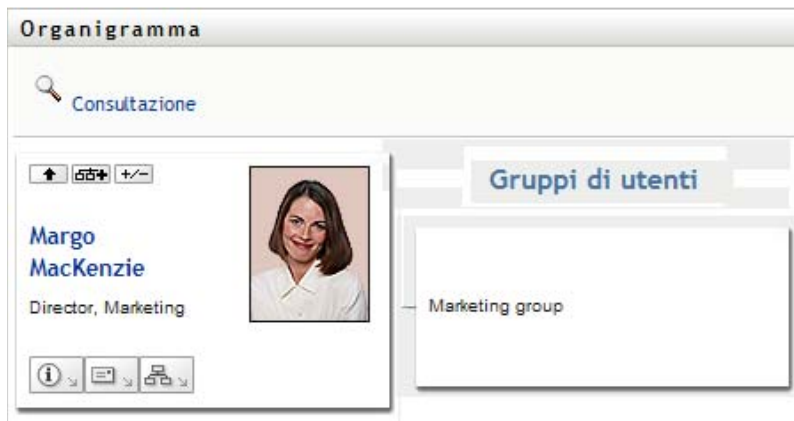 Organigramma
Consultazione
+/-
Gruppi di utenti
Margo
MacKenzie
Director, Marketing
Marketing group